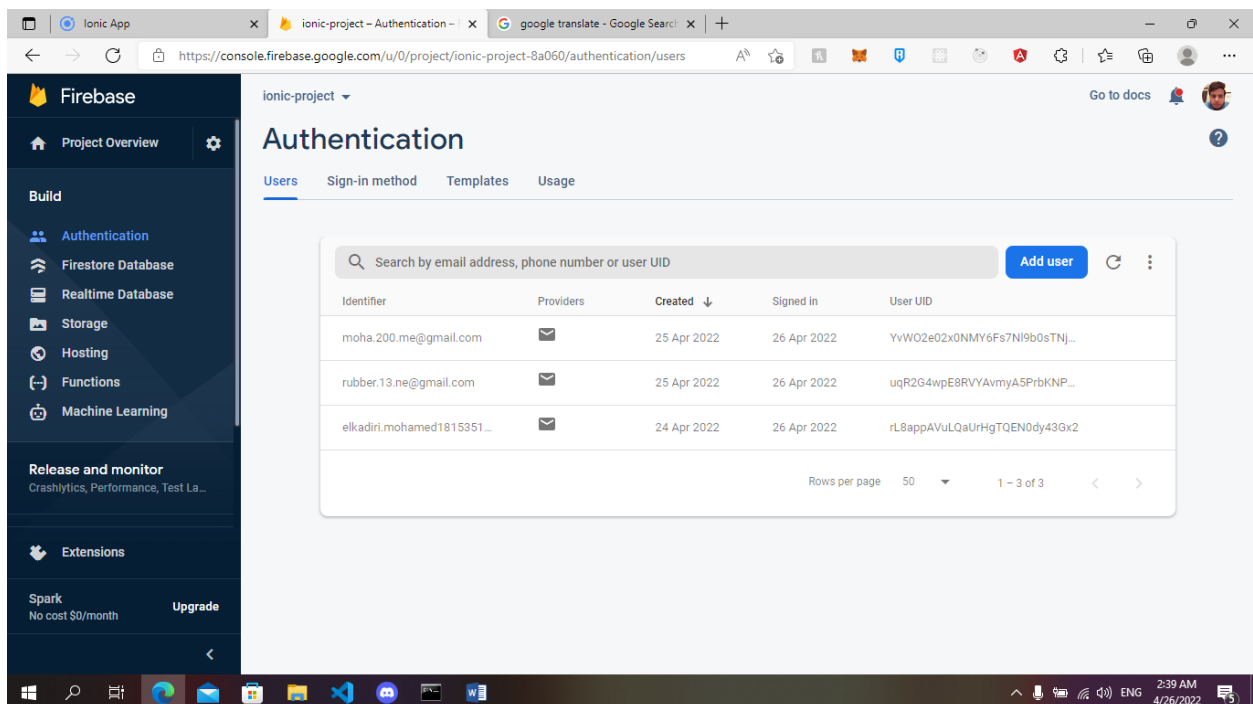 Ionic App
ionic-project – Authentication –
google translate - Google Search
https://console.firebase.google.com/u/0/project/ionic-project-8a060/authentication/users
Firebase
ionic-project
Go to docs
Project Overview
Authentication
Users Sign-in method Templates Usage
Build
Authentication
Firestore Database
Realtime Database
Storage
Hosting
Functions
Machine Learning
Release and monitor
Crashlytics, Performance, Test La...
Extensions
Spark
No cost $0/month
Upgrade
Search by email address, phone number or user UID
Add user
Identifier Providers Created Signed in User UID
moha.200.me@gmail.com 25 Apr 2022 26 Apr 2022 YvWO2e02x0NMY6Fs7Nl9b0sTNj...
rubber.13.ne@gmail.com 25 Apr 2022 26 Apr 2022 uqR2G4wpE8RVYAvmyA5PrbKNP...
elkadiri.mohamed1815351... 24 Apr 2022 26 Apr 2022 rL8appAVuLQaUrHgTQEN0dy43Gx2
Rows per page 50 1 – 3 of 3
ENG
2:39 AM
4/26/2022